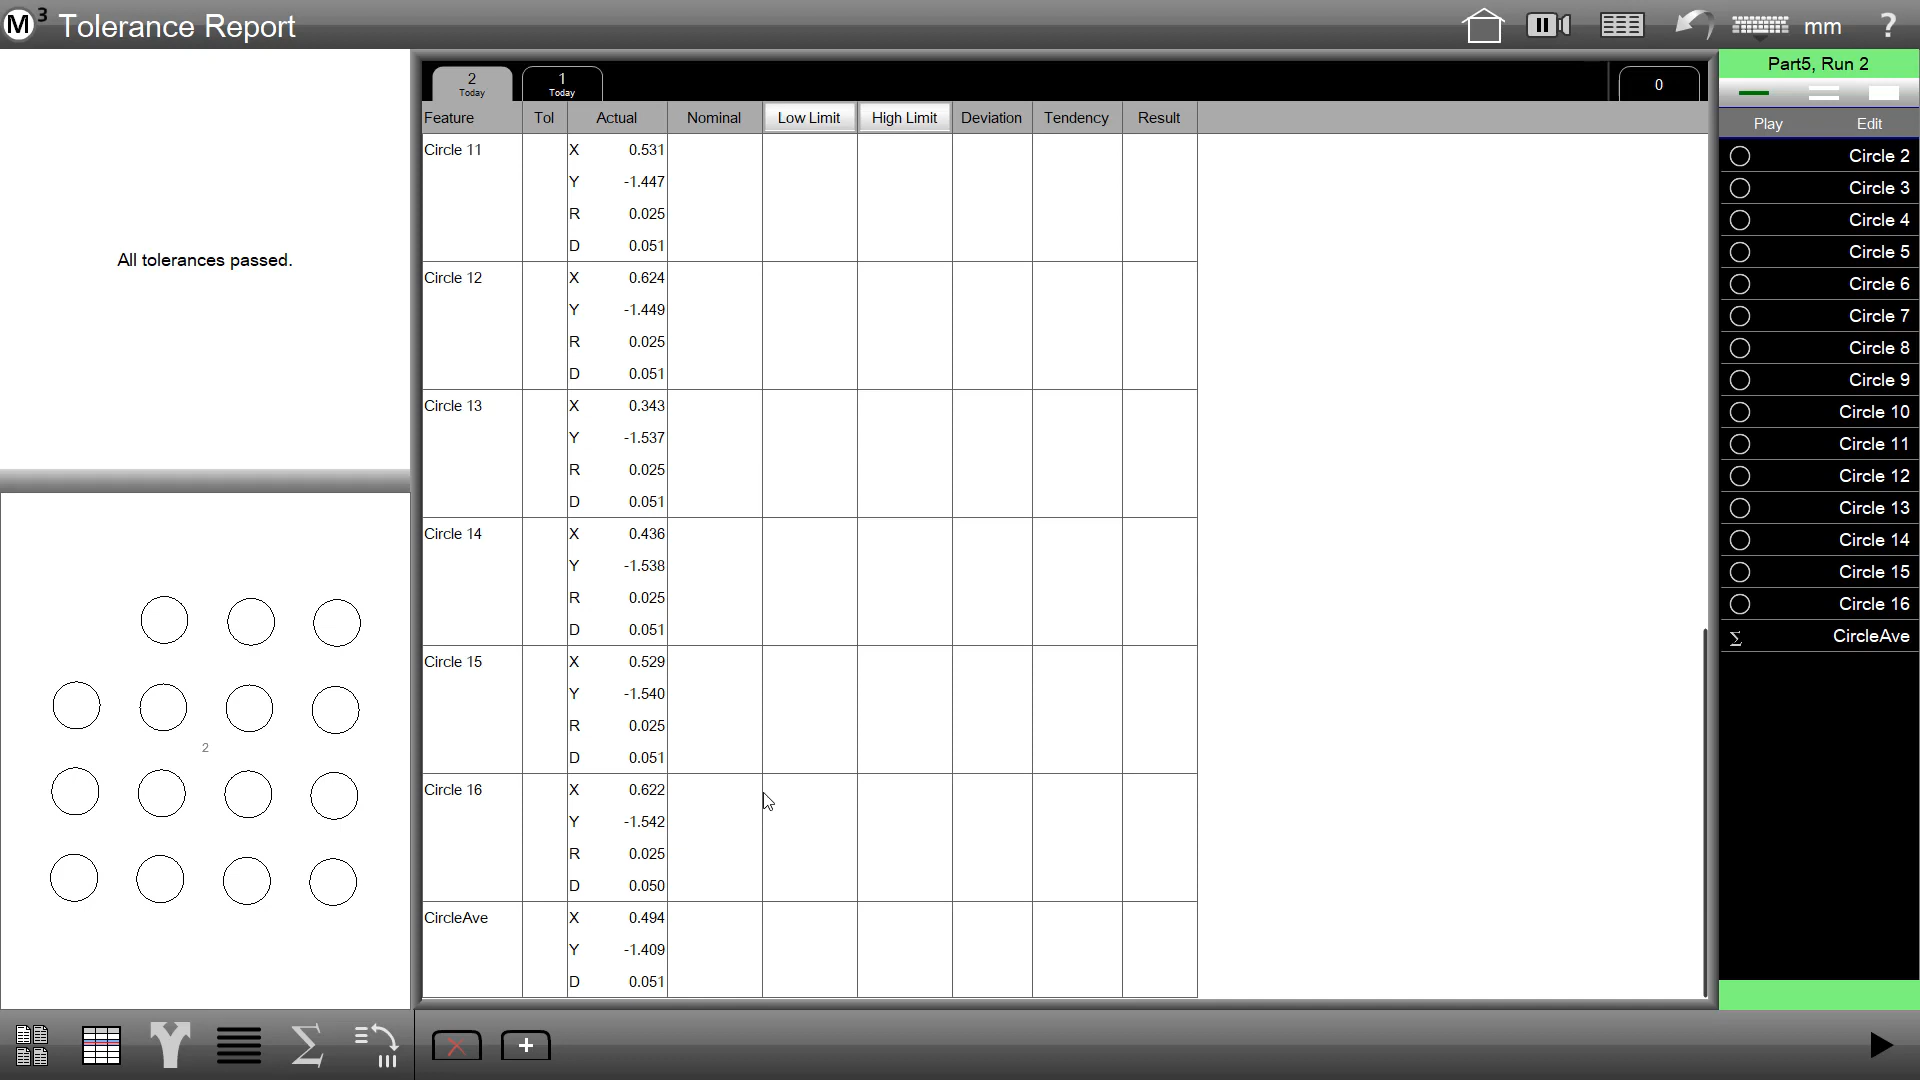 M3 Tolerance Report mm ?
2 Today 1 Today 0
Feature Tol Actual Nominal Low Limit High Limit Deviation Tendency Result
Circle 11 X 0.531
Y -1.447
R 0.025
D 0.051
Circle 12 X 0.624
Y -1.449
R 0.025
D 0.051
Circle 13 X 0.343
Y -1.537
R 0.025
D 0.051
Circle 14 X 0.436
Y -1.538
R 0.025
D 0.051
Circle 15 X 0.529
Y -1.540
R 0.025
D 0.051
Circle 16 X 0.622
Y -1.542
R 0.025
D 0.050
CircleAve X 0.494
Y -1.409
D 0.051
All tolerances passed.
2
Part5, Run 2
Play Edit
Circle 2
Circle 3
Circle 4
Circle 5
Circle 6
Circle 7
Circle 8
Circle 9
Circle 10
Circle 11
Circle 12
Circle 13
Circle 14
Circle 15
Circle 16
Σ CircleAve
Σ